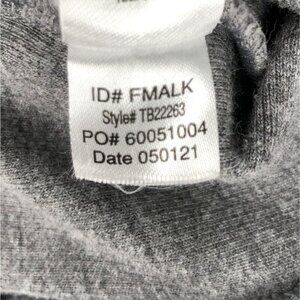 ID# FMALK
Style# TB22263
PO# 60051004
Date 050121